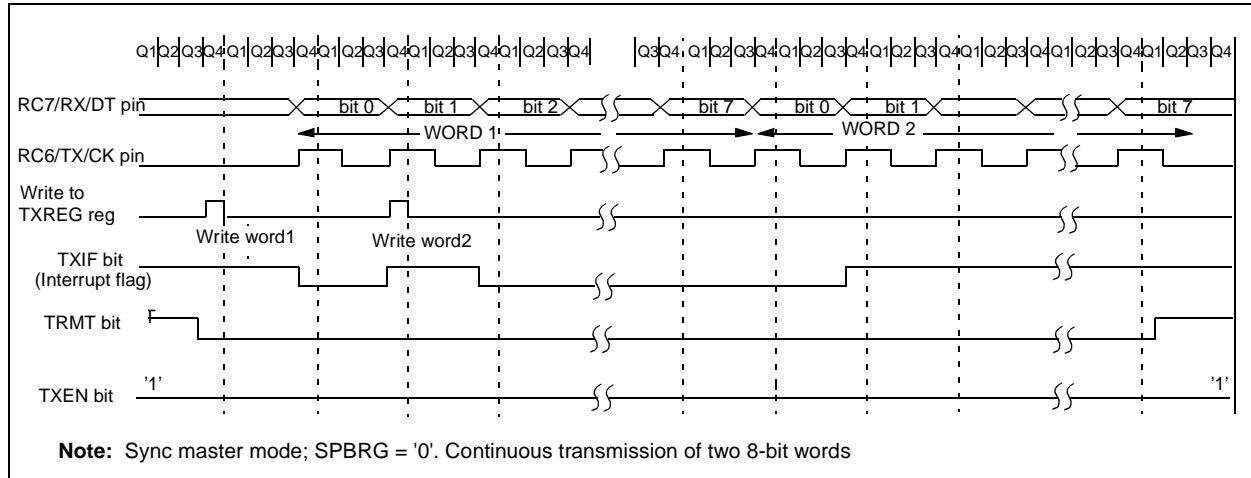 Q1 Q2 Q3 Q4 Q1 Q2 Q3 Q4 Q1 Q2 Q3 Q4 Q1 Q2 Q3 Q4 Q1 Q2 Q3 Q4 Q3 Q4 Q1 Q2 Q3 Q4 Q1 Q2 Q3 Q4 Q1 Q2 Q3 Q4 Q1 Q2 Q3 Q4 Q1 Q2 Q3 Q4 Q1 Q2 Q3 Q4
RC7/RX/DT pin bit 0 bit 1 bit 2 bit 7 bit 0 bit 1 bit 7
WORD 1 WORD 2
RC6/TX/CK pin
Write to
TXREG reg
Write word1 Write word2
TXIF bit
(Interrupt flag)
TRMT bit
TXEN bit '1' '1'
Note: Sync master mode; SPBRG = '0'. Continuous transmission of two 8-bit words